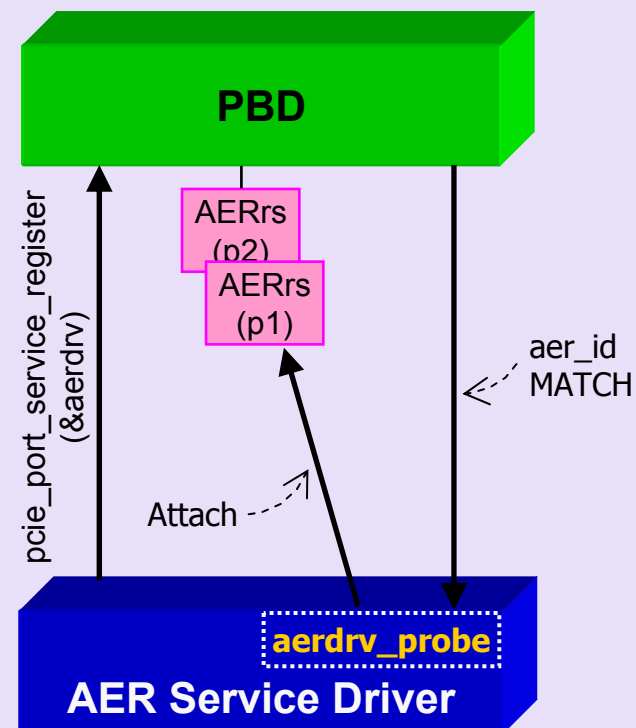 PBD
AERrs
(p2)
AERrs
(p1)
pcie_port_service_register
(&aerdrv)
aer_id
MATCH
Attach
aerdrv_probe
AER Service Driver